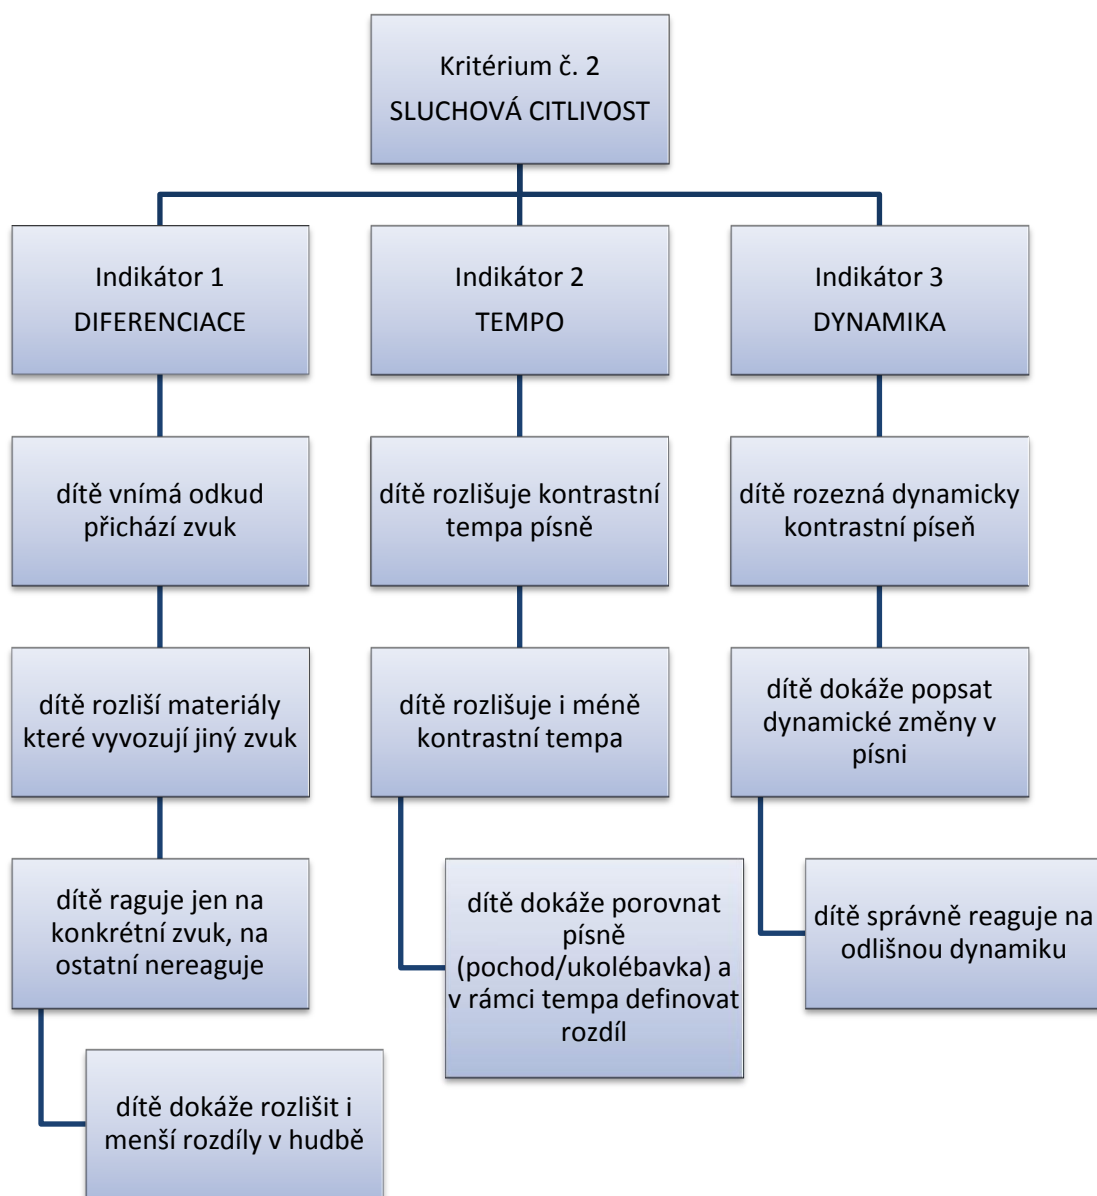 Kritérium č. 2
SLUCHOVÁ CITLIVOST
Indikátor 1
DIFERENCIACE
dítě vnímá odkud
přichází zvuk
dítě rozliší materiály
které vyvozují jiný zvuk
dítě raguje jen na
konkrétní zvuk, na
ostatní nereaguje
dítě dokáže rozlišit i
menší rozdíly v hudbě
Indikátor 2
TEMPO
dítě rozlišuje kontrastní
tempa písně
dítě rozlišuje i méně
kontrastní tempa
dítě dokáže porovnat
písně
(pochod/ukolébavka) a
v rámci tempa definovat
rozdíl
Indikátor 3
DYNAMIKA
dítě rozezná dynamicky
kontrastní píseň
dítě dokáže popsat
dynamické změny v
písni
dítě správně reaguje na
odlišnou dynamiku